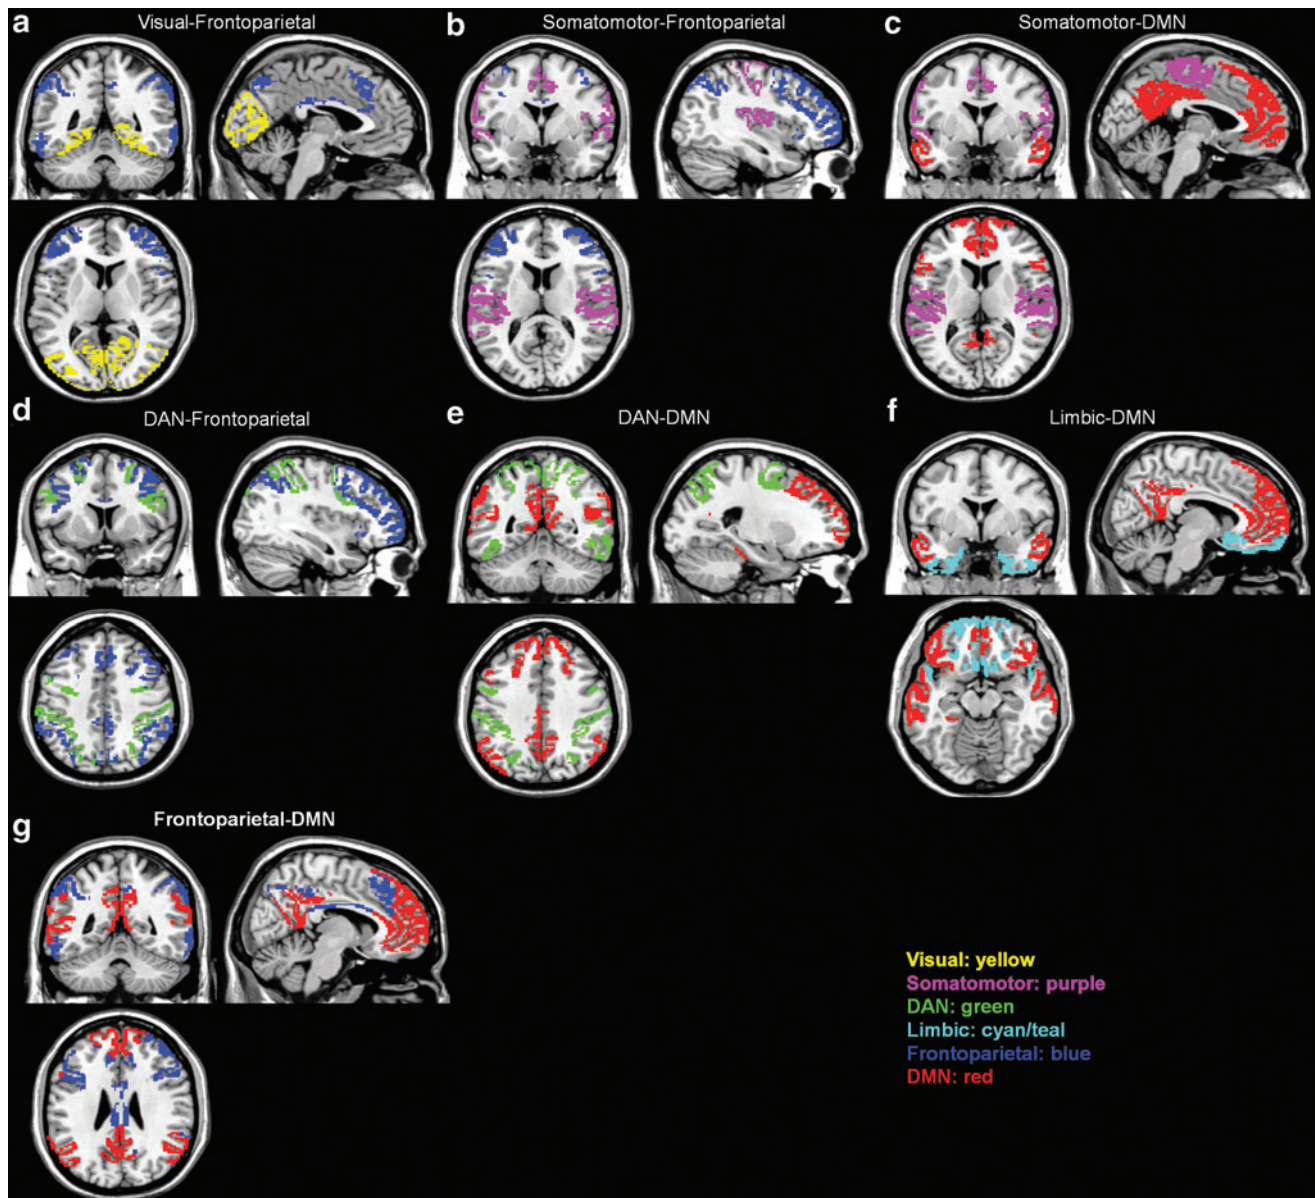 a
Visual-Frontoparietal
b
Somatomotor-Frontoparietal
c
Somatomotor-DMN
d
DAN-Frontoparietal
e
DAN-DMN
f
Limbic-DMN
g
Frontoparietal-DMN
Visual: yellow
Somatomotor: purple
DAN: green
Limbic: cyan/teal
Frontoparietal: blue
DMN: red